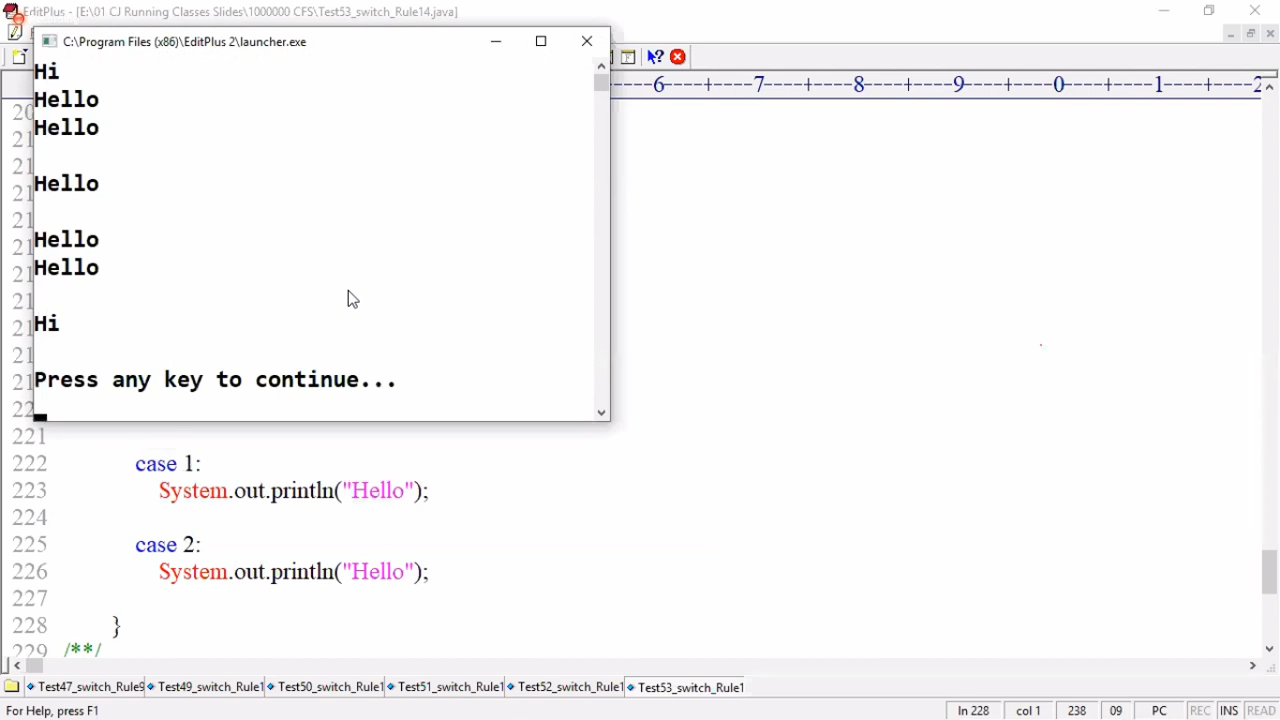 EditPlus - [E:\01 CJ Running Classes Slides\1000000 CFS\Test53_switch_Rule14.java]
C:\Program Files (x86)\EditPlus 2\launcher.exe
Hi
Hello
Hello
Hello
Hello
Hello
Hi
Press any key to continue...
----6----+----7----+----8----+----9----+----0----+----1----+----2
221
222 case 1:
223 System.out.println("Hello");
224
225 case 2:
226 System.out.println("Hello");
227
228 }
229 /**/
Test47_switch_Rule9 Test49_switch_Rule1 Test50_switch_Rule1 Test51_switch_Rule1 Test52_switch_Rule1 Test53_switch_Rule1
For Help, press F1 ln 228 col 1 238 09 PC REC INS READ